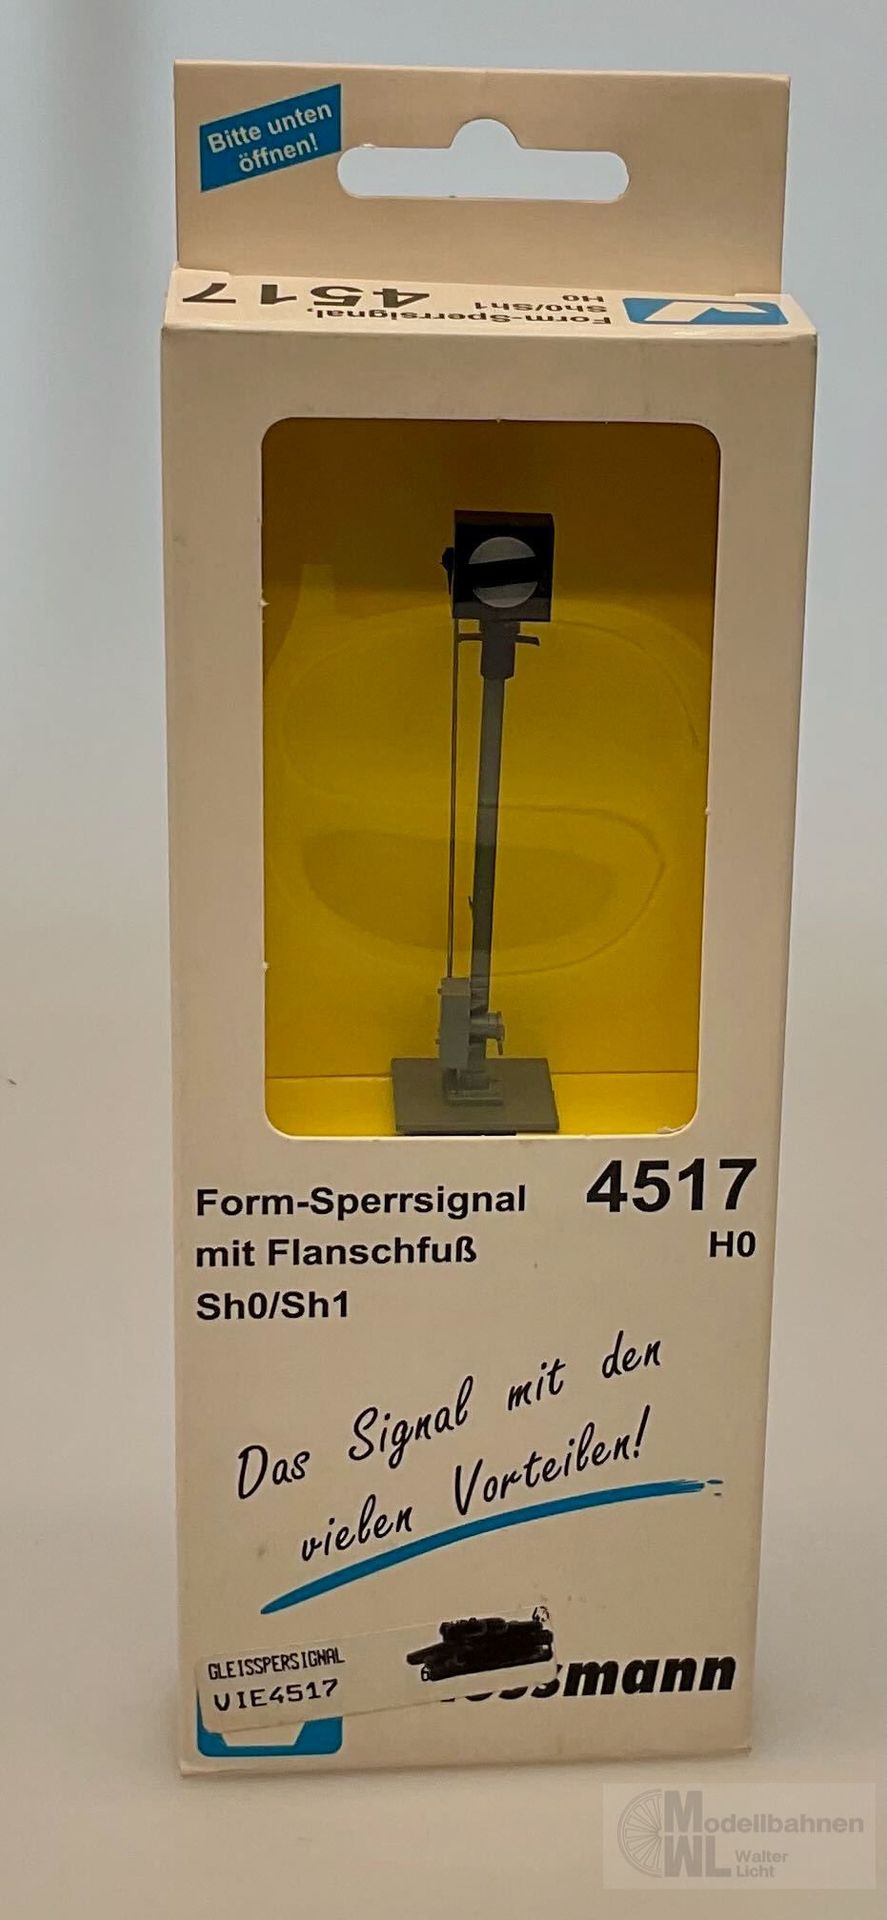 Bitte unten
öffnen!
4517
Form-Sperrsignal,
Sh0/Sh1
H0
Form-Sperrsignal
mit Flanschfuß
Sh0/Sh1
4517
H0
Das Signal mit den
vielen Vorteilen!
GLEISSPERSIGNAL
VIE4517
Modellbahnen
WL Walter
Licht